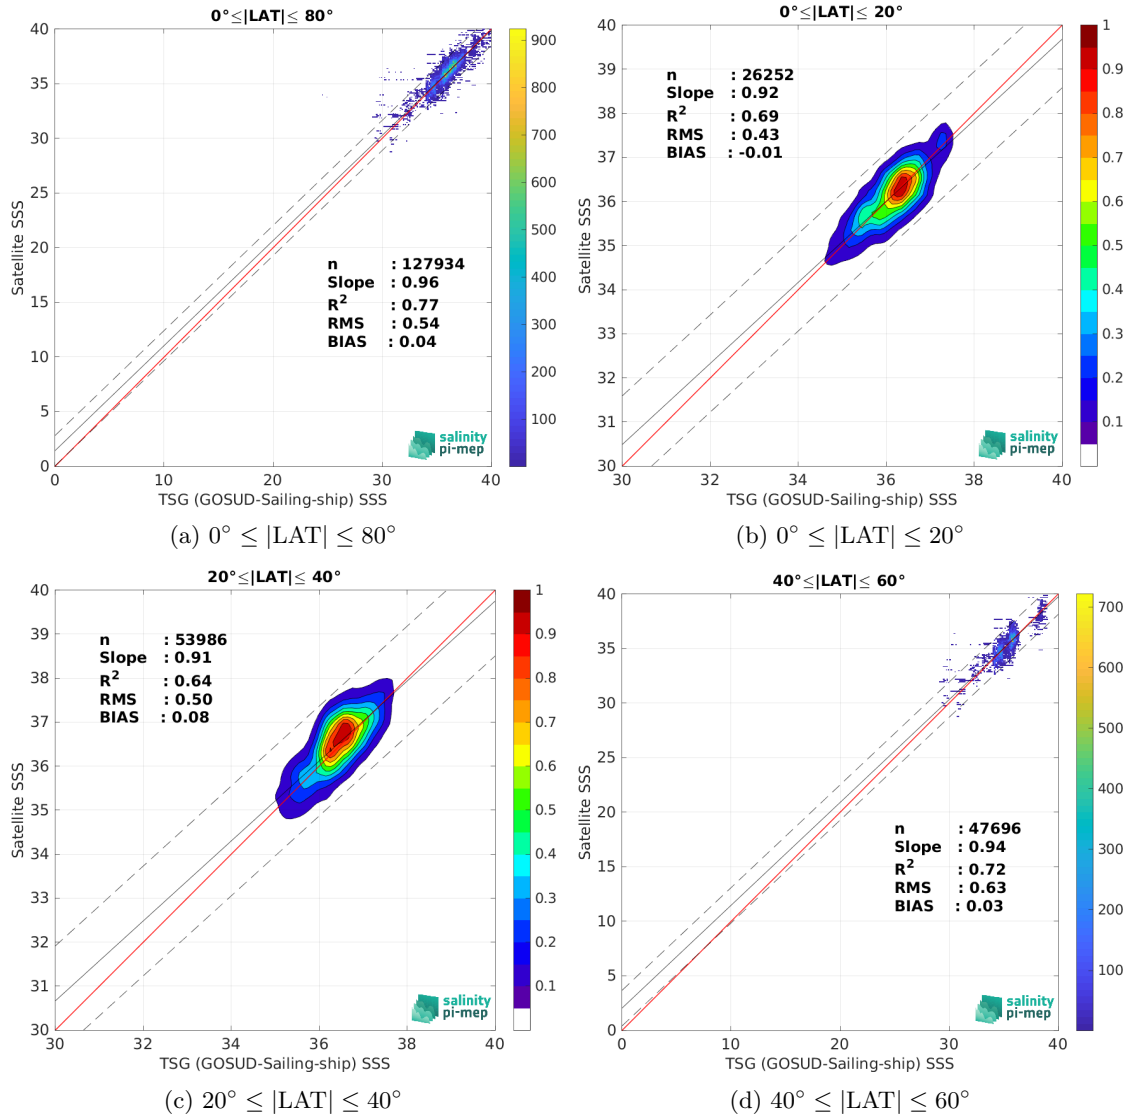 0°≤|LAT|≤ 80°
40
35
30
25
20
15
10
5
0
Satellite SSS
n : 127934
Slope : 0.96
R² : 0.77
RMS : 0.54
BIAS : 0.04
salinity
pi-mep
0 10 20 30 40
TSG (GOSUD-Sailing-ship) SSS
900
800
700
600
500
400
300
200
100
(a) 0° ≤ |LAT| ≤ 80°
0°≤|LAT|≤ 20°
40
39
38
37
36
35
34
33
32
31
30
Satellite SSS
n : 26252
Slope : 0.92
R² : 0.69
RMS : 0.43
BIAS : -0.01
salinity
pi-mep
30 32 34 36 38 40
TSG (GOSUD-Sailing-ship) SSS
1
0.9
0.8
0.7
0.6
0.5
0.4
0.3
0.2
0.1
(b) 0° ≤ |LAT| ≤ 20°
20°≤|LAT|≤ 40°
40
39
38
37
36
35
34
33
32
31
30
Satellite SSS
n : 53986
Slope : 0.91
R² : 0.64
RMS : 0.50
BIAS : 0.08
salinity
pi-mep
30 32 34 36 38 40
TSG (GOSUD-Sailing-ship) SSS
1
0.9
0.8
0.7
0.6
0.5
0.4
0.3
0.2
0.1
(c) 20° ≤ |LAT| ≤ 40°
40°≤|LAT|≤ 60°
40
35
30
25
20
15
10
5
0
Satellite SSS
n : 47696
Slope : 0.94
R² : 0.72
RMS : 0.63
BIAS : 0.03
salinity
pi-mep
0 10 20 30 40
TSG (GOSUD-Sailing-ship) SSS
700
600
500
400
300
200
100
(d) 40° ≤ |LAT| ≤ 60°